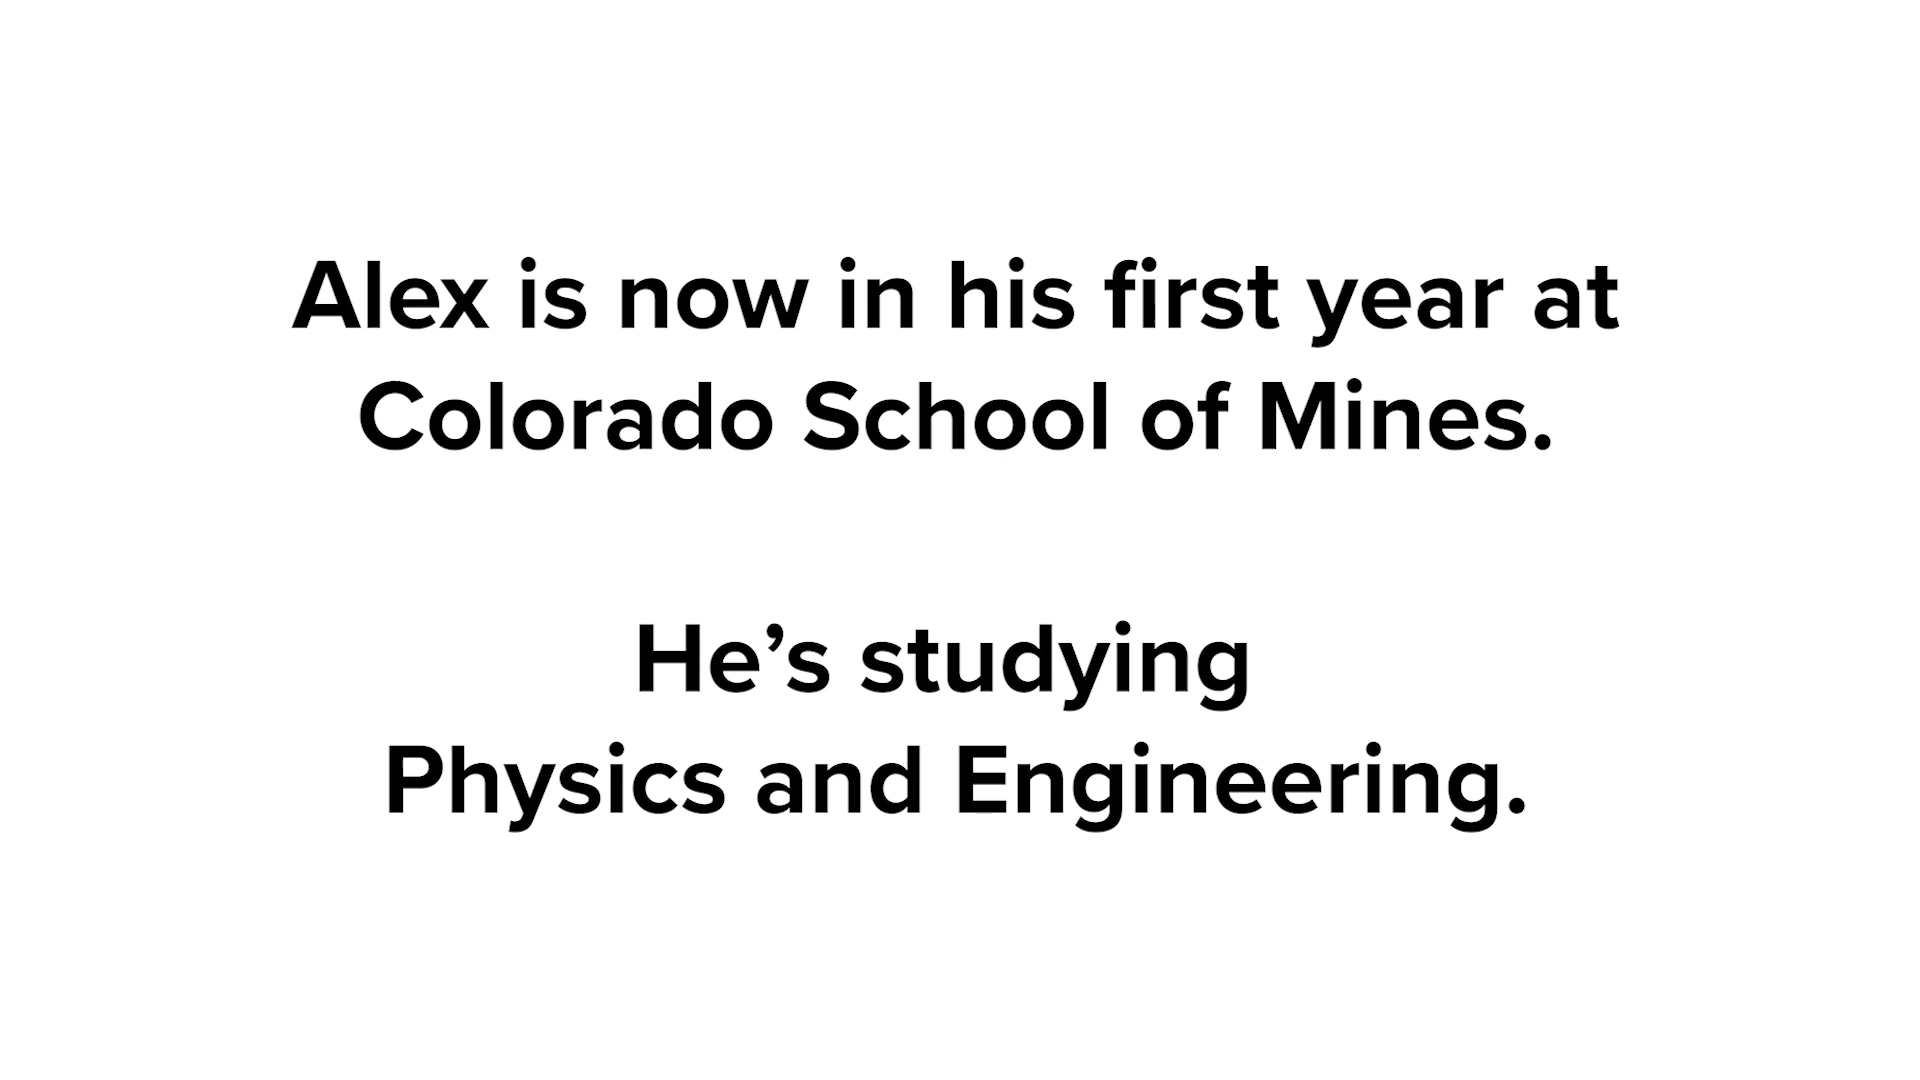 Alex is now in his first year at
Colorado School of Mines.
He’s studying
Physics and Engineering.